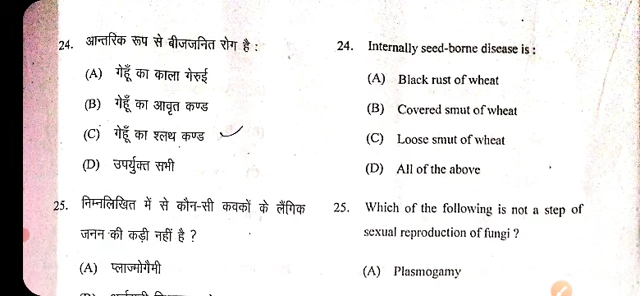 24. आन्तरिक रूप से बीजजनित रोग है :
(A) गेहूँ का काला गेरुई
(B) गेहूँ का आवृत कण्ड
(C) गेहूँ का श्लथ कण्ड
(D) उपर्युक्त सभी
25. निम्नलिखित में से कौन-सी कवकों के लैंगिक
जनन की कड़ी नहीं है ?
(A) प्लाज्मोगैमी
24. Internally seed-borne disease is :
(A) Black rust of wheat
(B) Covered smut of wheat
(C) Loose smut of wheat
(D) All of the above
25. Which of the following is not a step of
sexual reproduction of fungi ?
(A) Plasmogamy